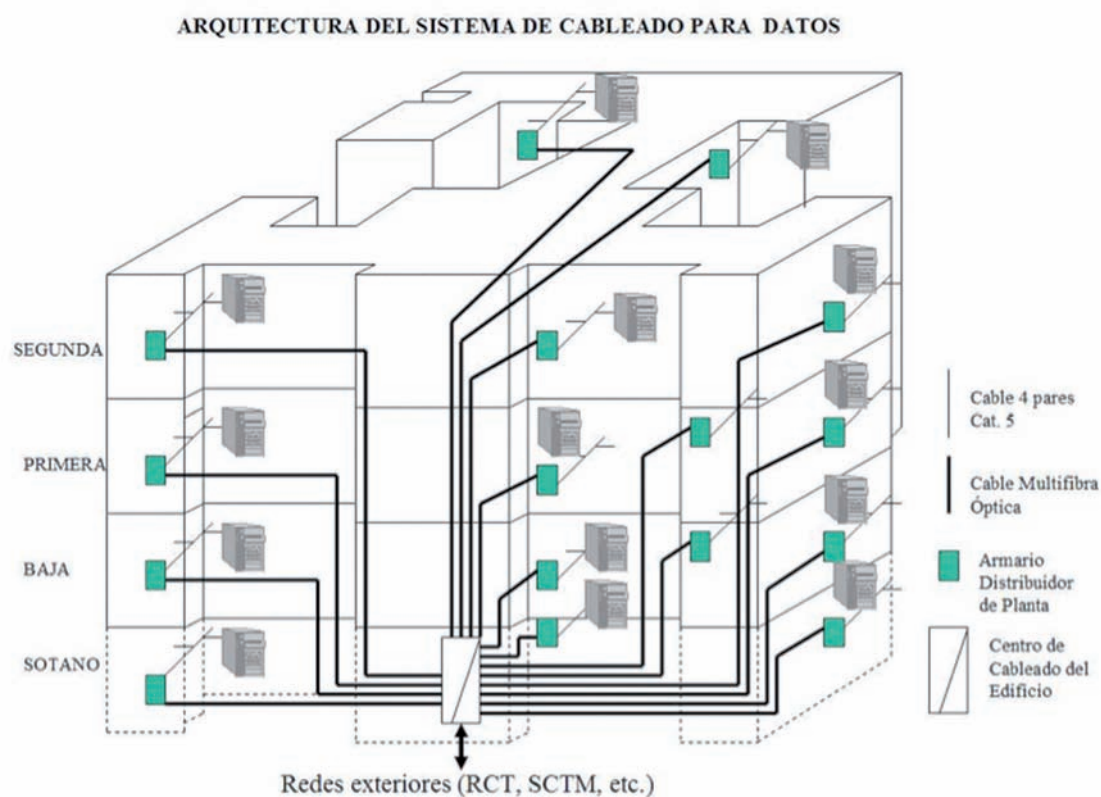 ARQUITECTURA DEL SISTEMA DE CABLEADO PARA DATOS
SEGUNDA
PRIMERA
BAJA
SOTANO
Cable 4 pares
Cat. 5
Cable Multifibra
Óptica
Armario
Distribuidor
de Planta
Centro de
Cableado del
Edificio
Redes exteriores (RCT, SCTM, etc.)